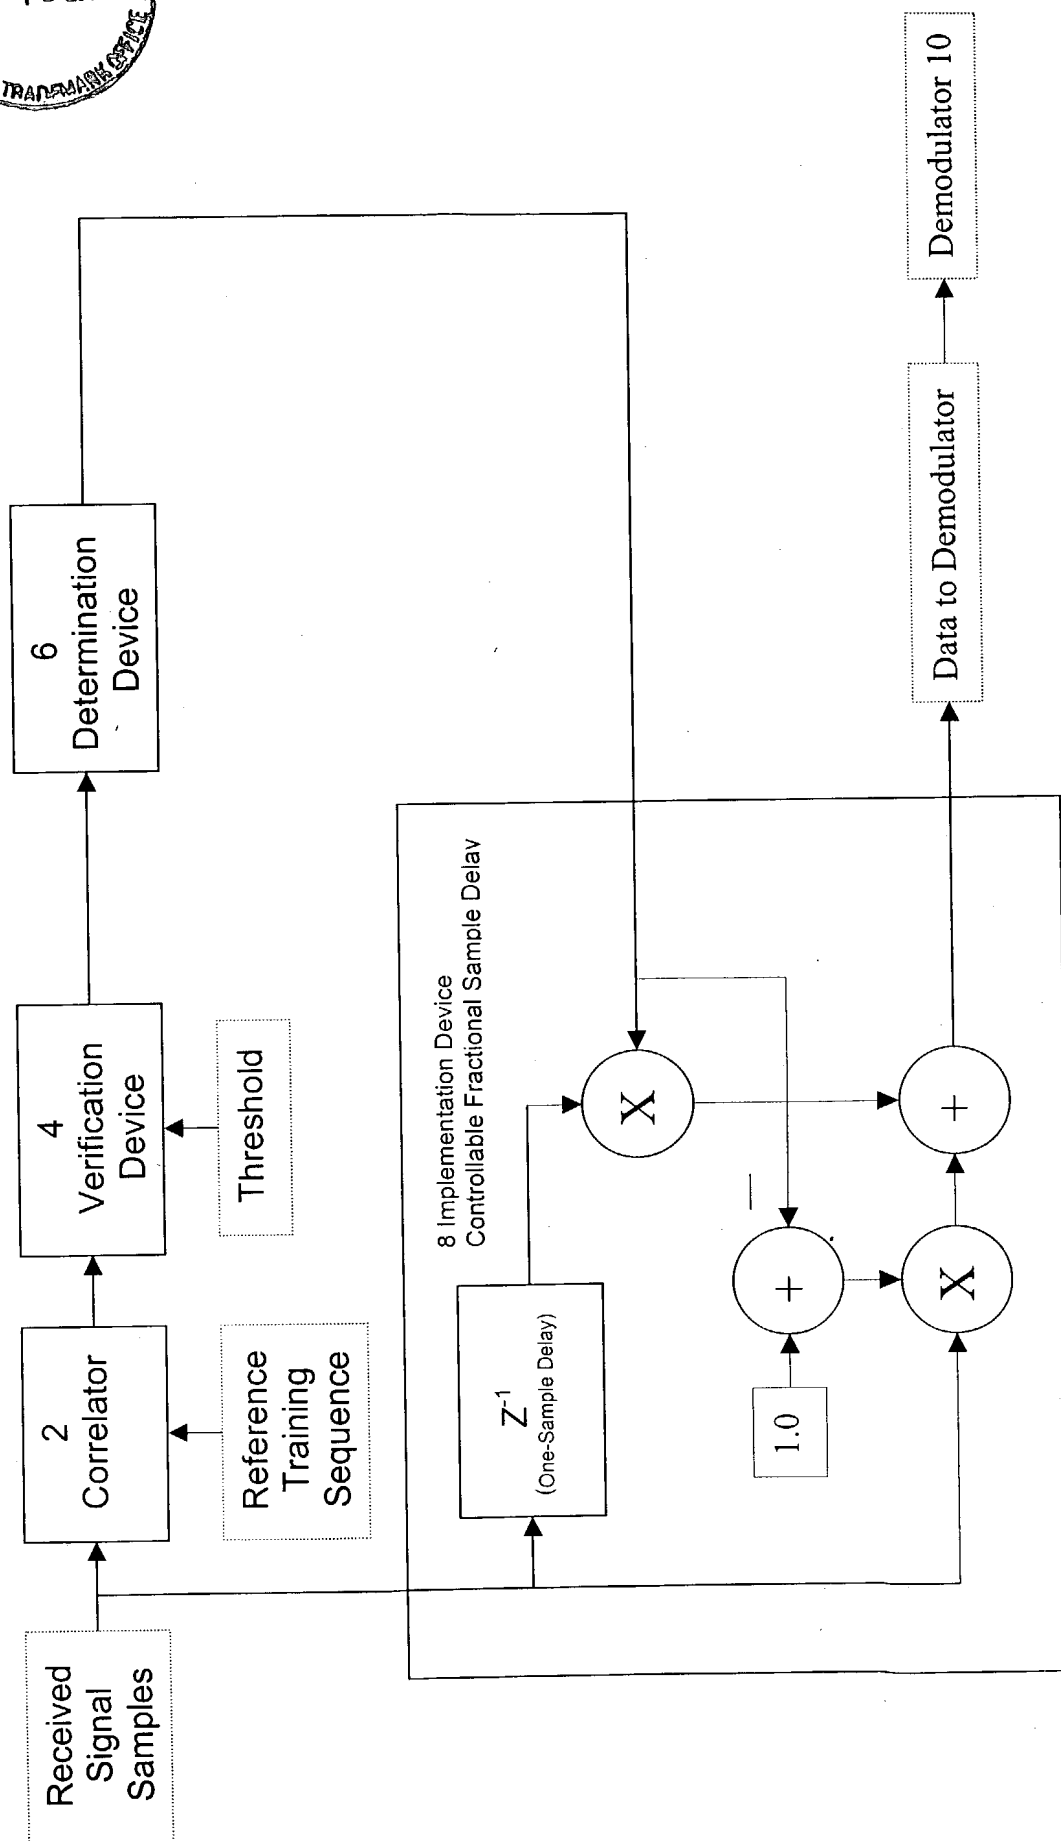 TRADEMARK OFFICE
Received
Signal
Samples
2
Correlator
Reference
Training
Sequence
4
Verification
Device
Threshold
6
Determination
Device
8 Implementation Device
Controllable Fractional Sample Delay
Z-1
(One-Sample Delay)
X
1.0
+
−
X
+
Data to Demodulator
Demodulator 10